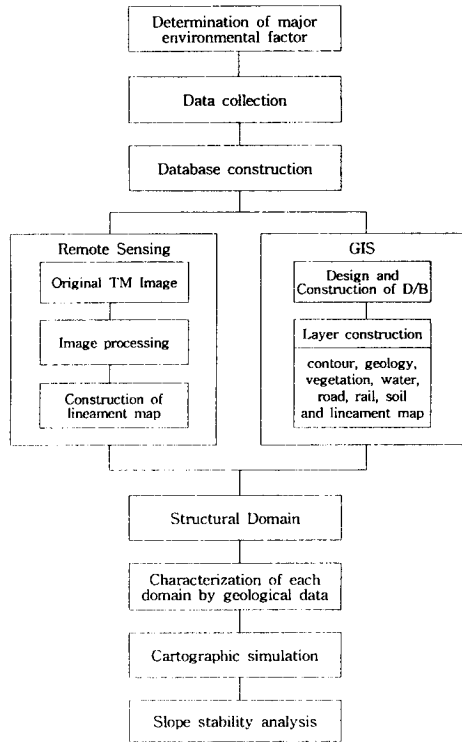 Determination of major
environmental factor
Data collection
Database construction
Remote Sensing
Original TM Image
Image processing
Construction of
lineament map
GIS
Design and
Construction of D/B
Layer construction
contour, geology,
vegetation, water,
road, rail, soil
and lineament map
Structural Domain
Characterization of each
domain by geological data
Cartographic simulation
Slope stability analysis